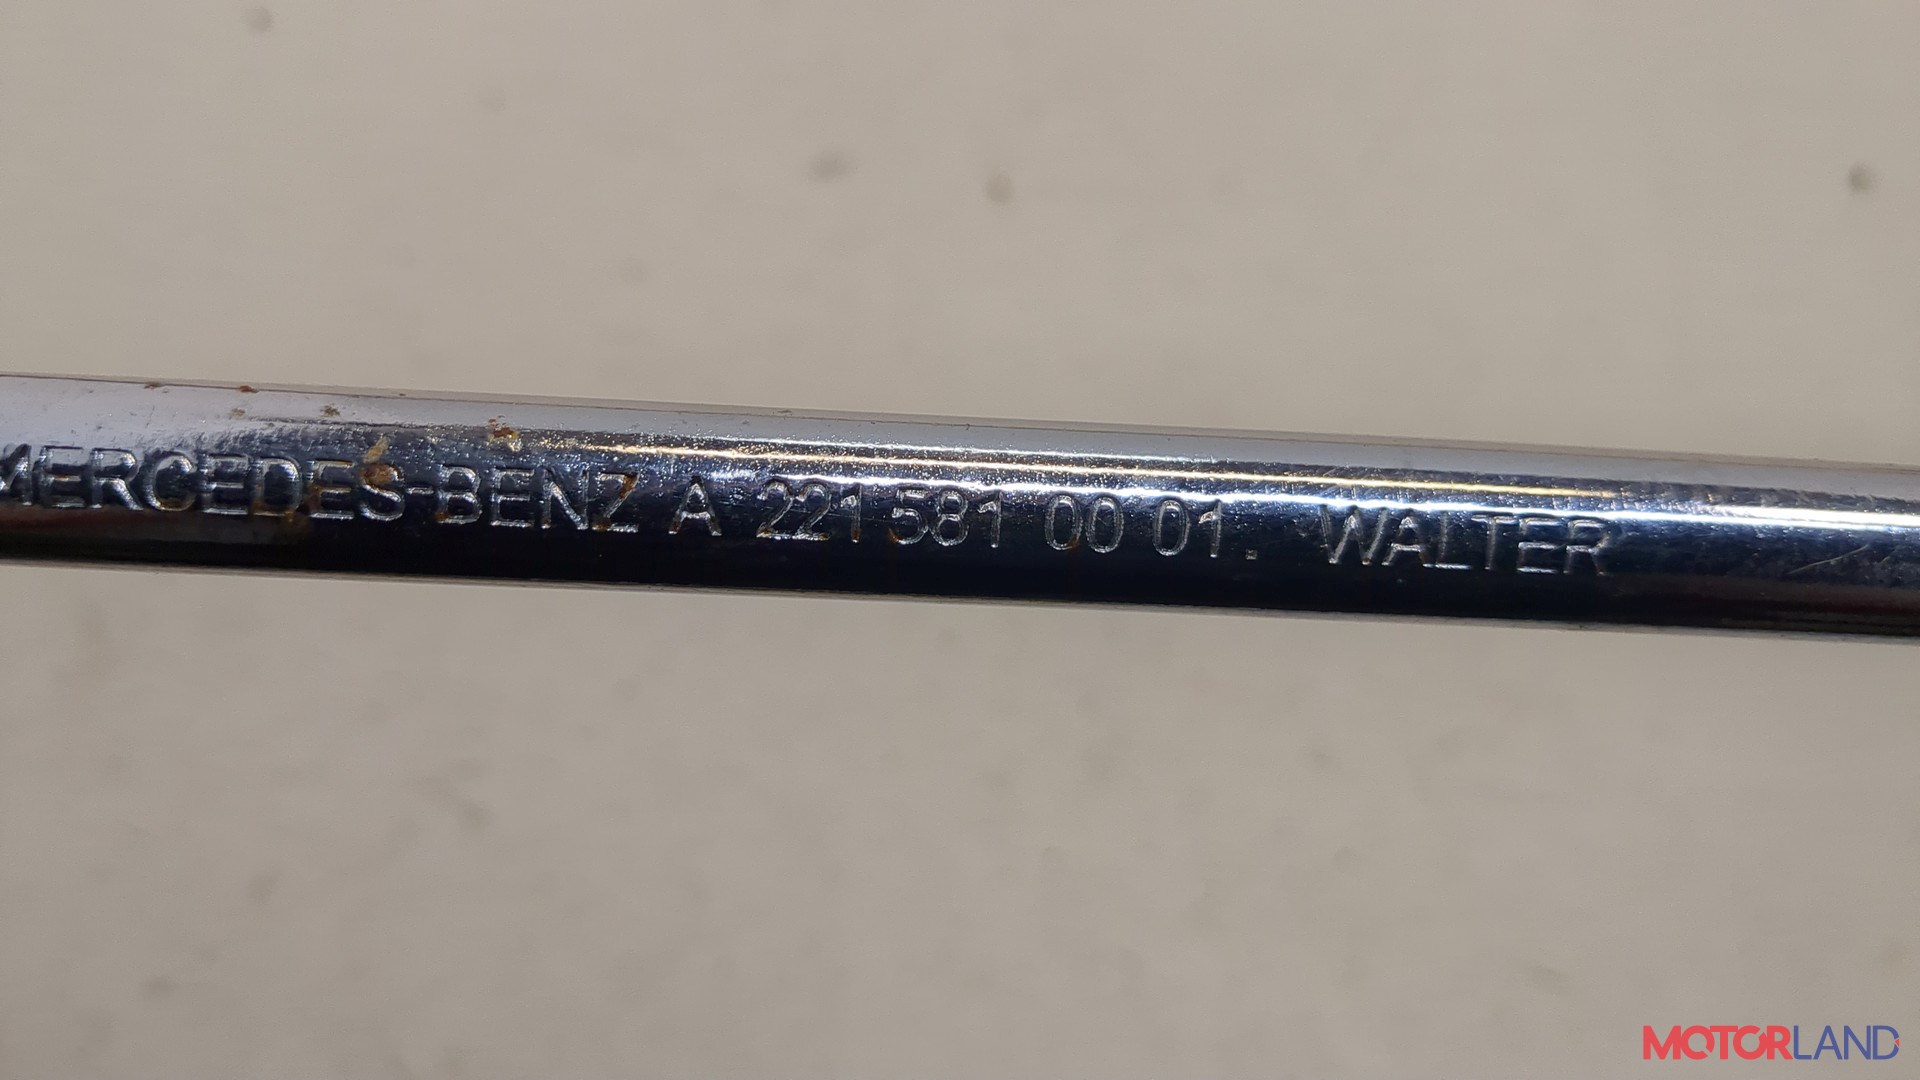 MERCEDES-BENZ A 221 581 00 01. WALTER
MOTORLAND